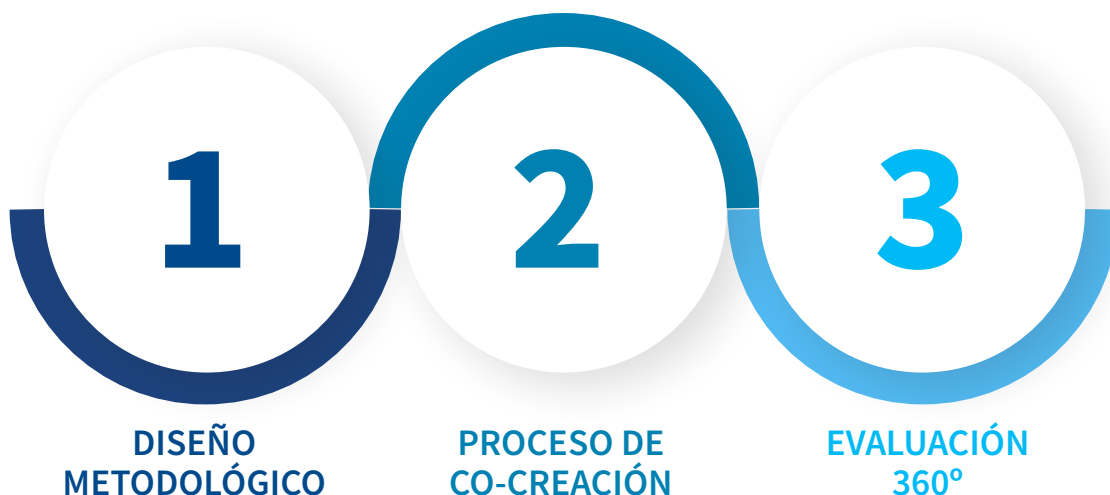 1
2
3
DISEÑO
METODOLÓGICO
PROCESO DE
CO-CREACIÓN
EVALUACIÓN
360º